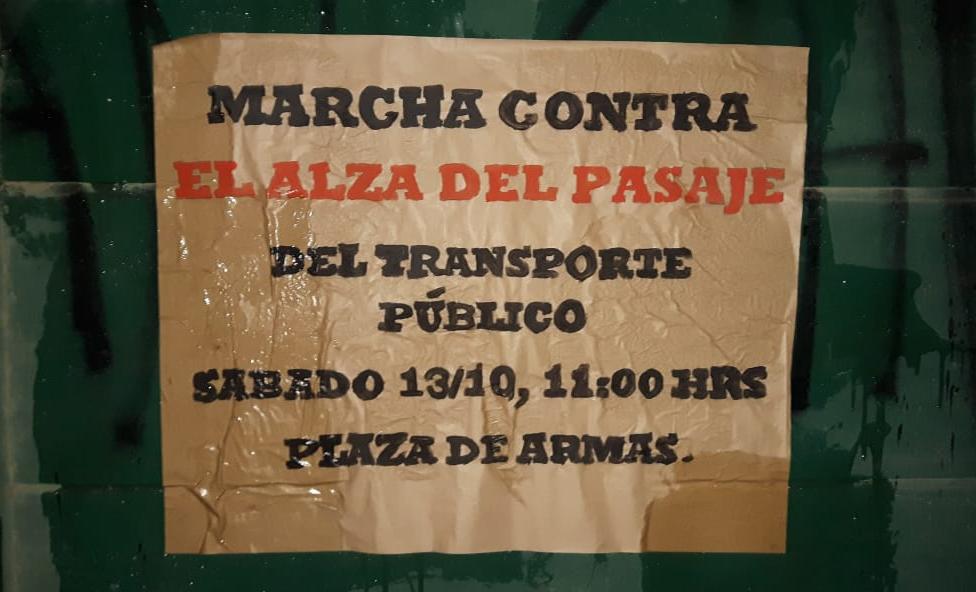 MARCHA CONTRA
EL ALZA DEL PASAJE
DEL TRANSPORTE
PÚBLICO
SABADO 13/10, 11:00 HRS
PLAZA DE ARMAS.